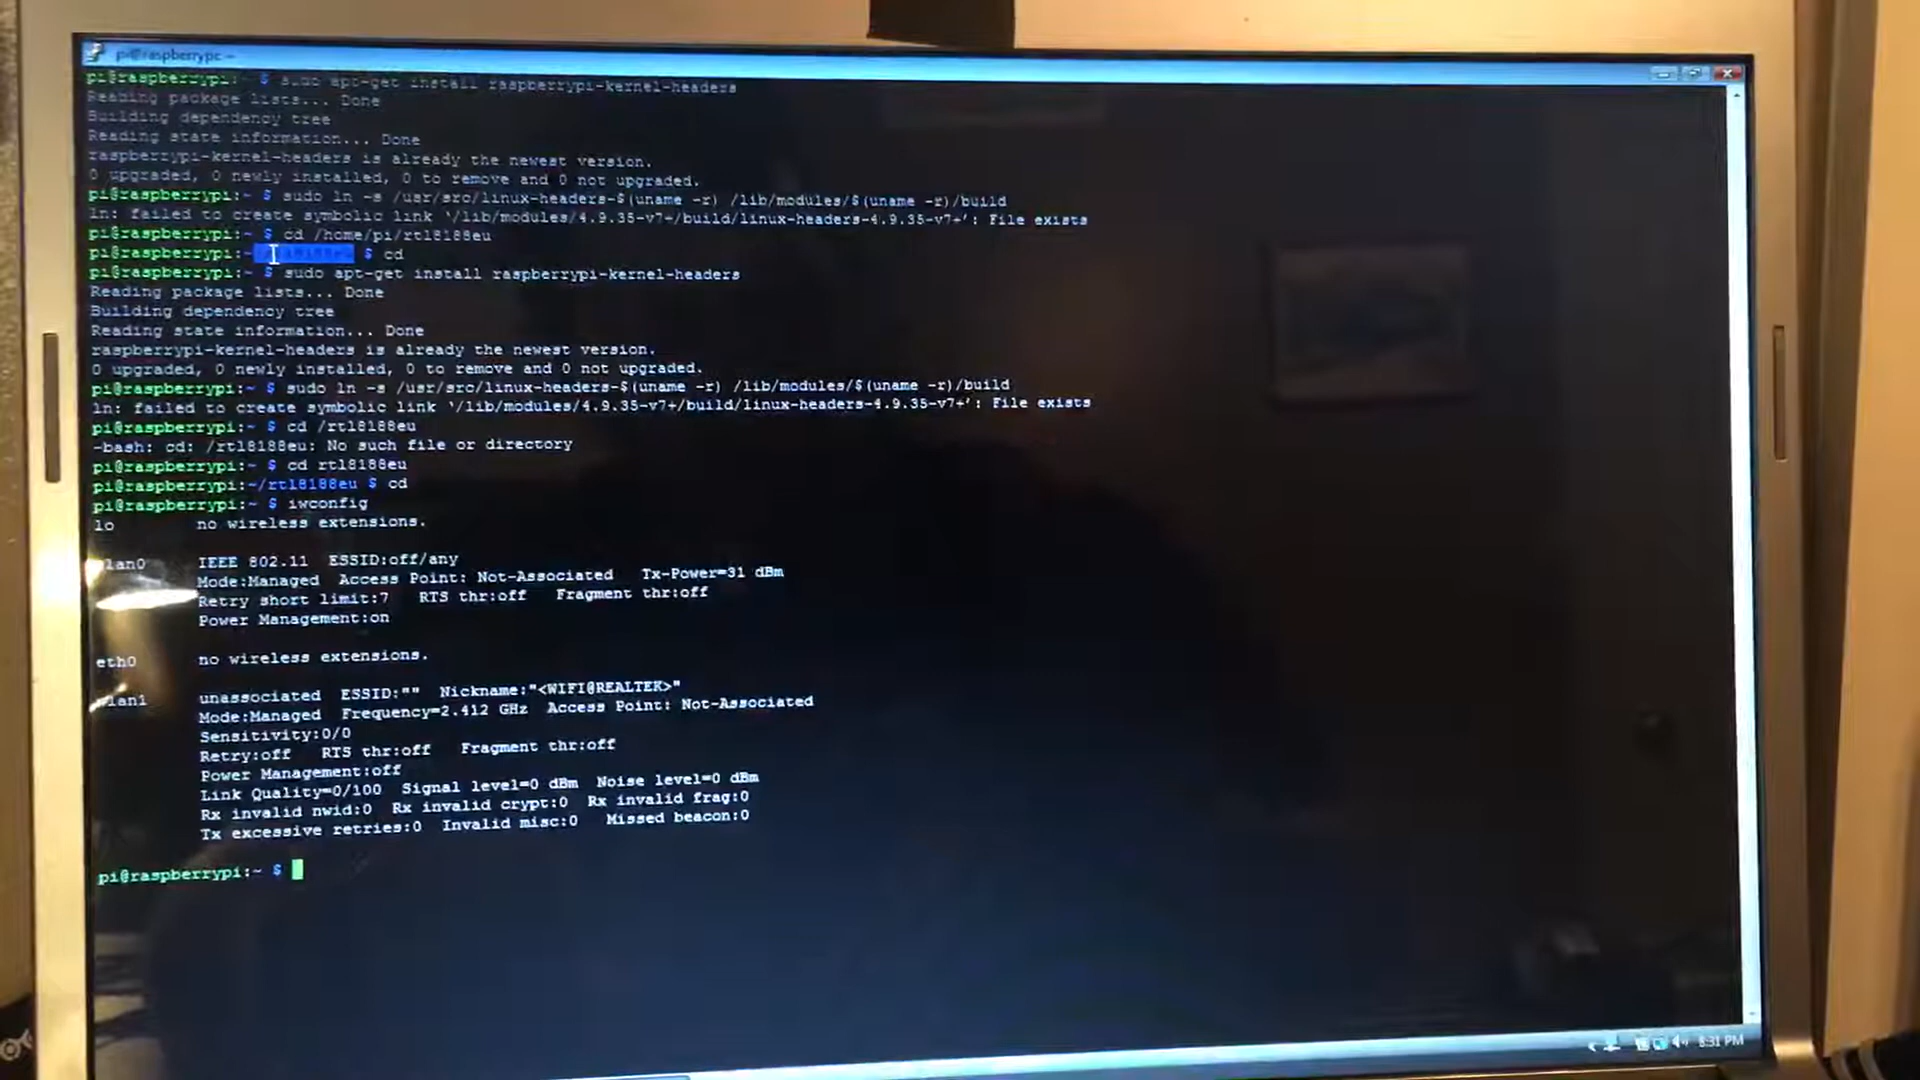 pi@raspberrypi: ~
pi@raspberrypi:~ $ sudo apt-get install raspberrypi-kernel-headers
Reading package lists... Done
Building dependency tree
Reading state information... Done
raspberrypi-kernel-headers is already the newest version.
0 upgraded, 0 newly installed, 0 to remove and 0 not upgraded.
pi@raspberrypi:~ $ sudo ln -s /usr/src/linux-headers-$(uname -r) /lib/modules/$(uname -r)/build
ln: failed to create symbolic link ‘/lib/modules/4.9.35-v7+/build/linux-headers-4.9.35-v7+’: File exists
pi@raspberrypi:~ $ cd /home/pi/rtl8188eu
pi@raspberrypi:~/rtl8188eu $ cd
pi@raspberrypi:~ $ sudo apt-get install raspberrypi-kernel-headers
Reading package lists... Done
Building dependency tree
Reading state information... Done
raspberrypi-kernel-headers is already the newest version.
0 upgraded, 0 newly installed, 0 to remove and 0 not upgraded.
pi@raspberrypi:~ $ sudo ln -s /usr/src/linux-headers-$(uname -r) /lib/modules/$(uname -r)/build
ln: failed to create symbolic link ‘/lib/modules/4.9.35-v7+/build/linux-headers-4.9.35-v7+’: File exists
pi@raspberrypi:~ $ cd /rtl8188eu
-bash: cd: /rtl8188eu: No such file or directory
pi@raspberrypi:~ $ cd rtl8188eu
pi@raspberrypi:~/rtl8188eu $ cd
pi@raspberrypi:~ $ iwconfig
lo        no wireless extensions.
wlan0     IEEE 802.11  ESSID:off/any
Mode:Managed  Access Point: Not-Associated   Tx-Power=31 dBm
Retry short limit:7   RTS thr:off   Fragment thr:off
Power Management:on
eth0      no wireless extensions.
wlan1     unassociated  ESSID:""  Nickname:"<WIFI@REALTEK>"
Mode:Managed  Frequency=2.412 GHz  Access Point: Not-Associated
Sensitivity:0/0
Retry:off   RTS thr:off   Fragment thr:off
Power Management:off
Link Quality=0/100  Signal level=0 dBm  Noise level=0 dBm
Rx invalid nwid:0  Rx invalid crypt:0  Rx invalid frag:0
Tx excessive retries:0  Invalid misc:0   Missed beacon:0
pi@raspberrypi:~ $
8:31 PM